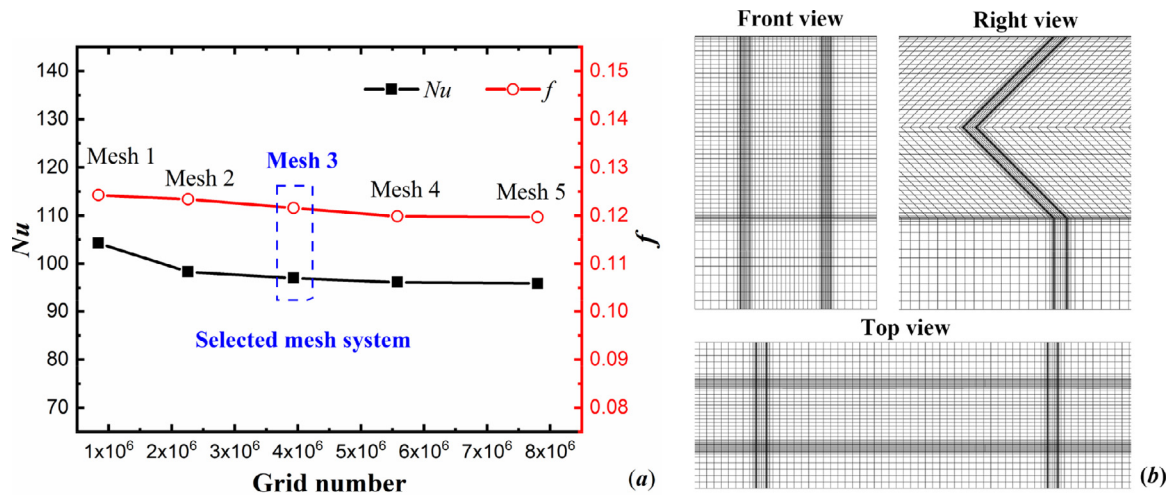 Nu
f
140
130
120
110
100
90
80
70
0.15
0.14
0.13
0.12
0.11
0.10
0.09
0.08
Mesh 1
Mesh 2
Mesh 3
Mesh 4
Mesh 5
Selected mesh system
1x10⁶
2x10⁶
3x10⁶
4x10⁶
5x10⁶
6x10⁶
7x10⁶
8x10⁶
Nu
f
Grid number
(a)
Front view
Right view
Top view
(b)